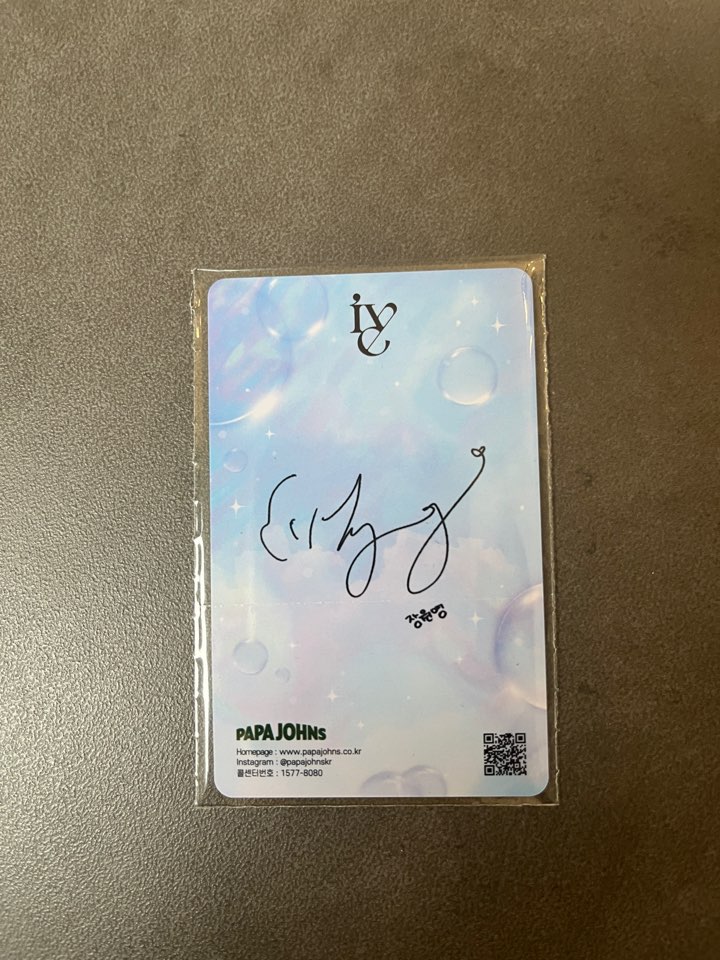 ive
장원영
PAPA JOHNS
Homepage : www.papajohns.co.kr
Instagram : @papajohnskr
콜센터번호 : 1577-8080